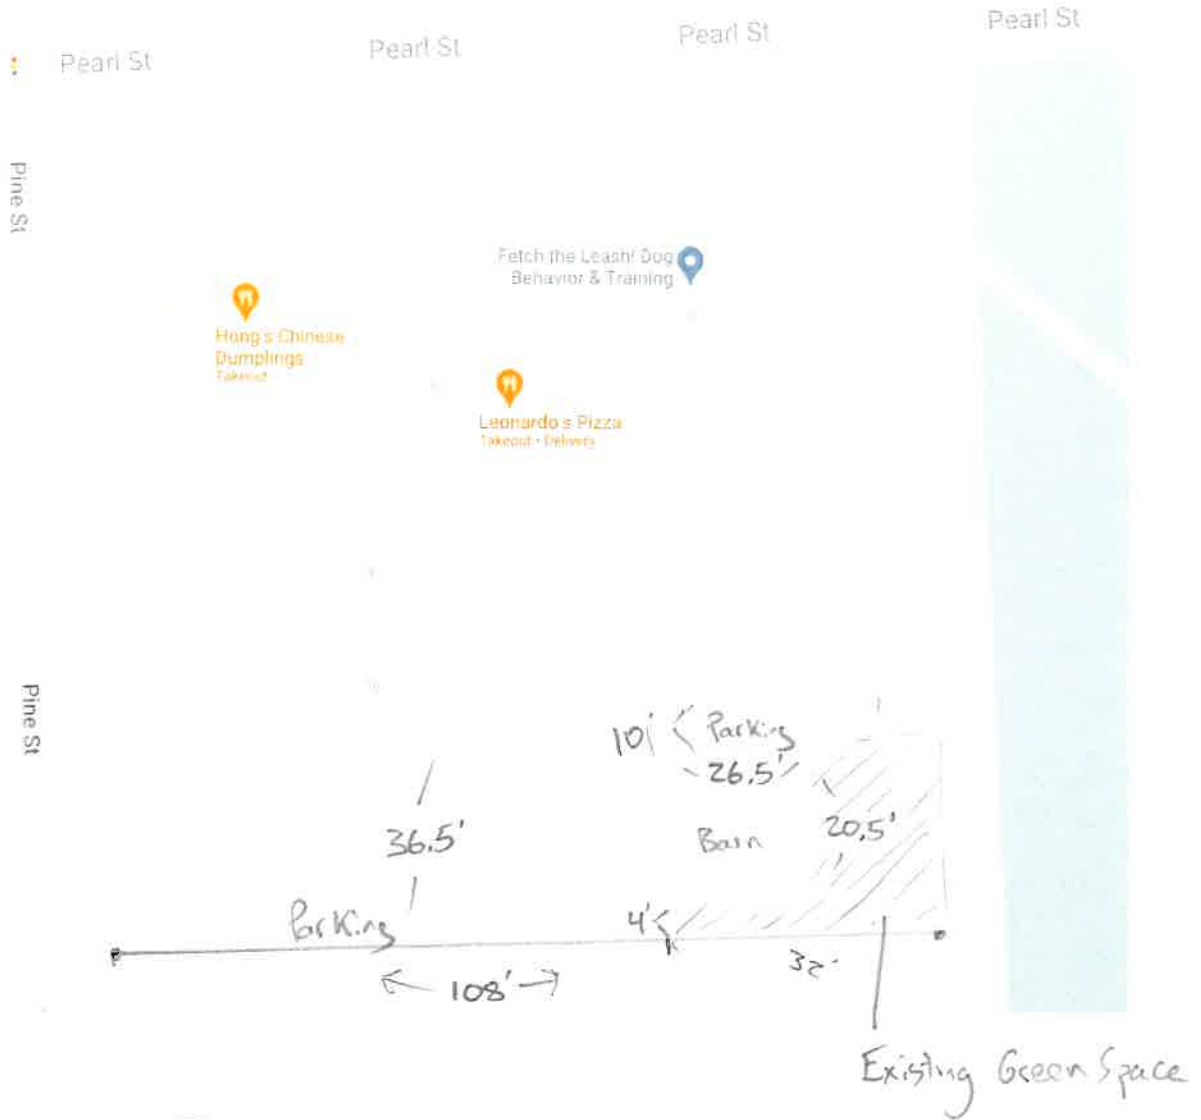 Pearl St
Pearl St
Pearl St
Pearl St
Pine St
Fetch the Leash! Dog
Behavior & Training
Hong's Chinese
Dumplings
Takeout
Leonardo's Pizza
Takeout • Delivery
Pine St
10' Parking
26.5'
36.5'
Barn
20.5'
Parking
4'
32'
108'
Existing Green Space